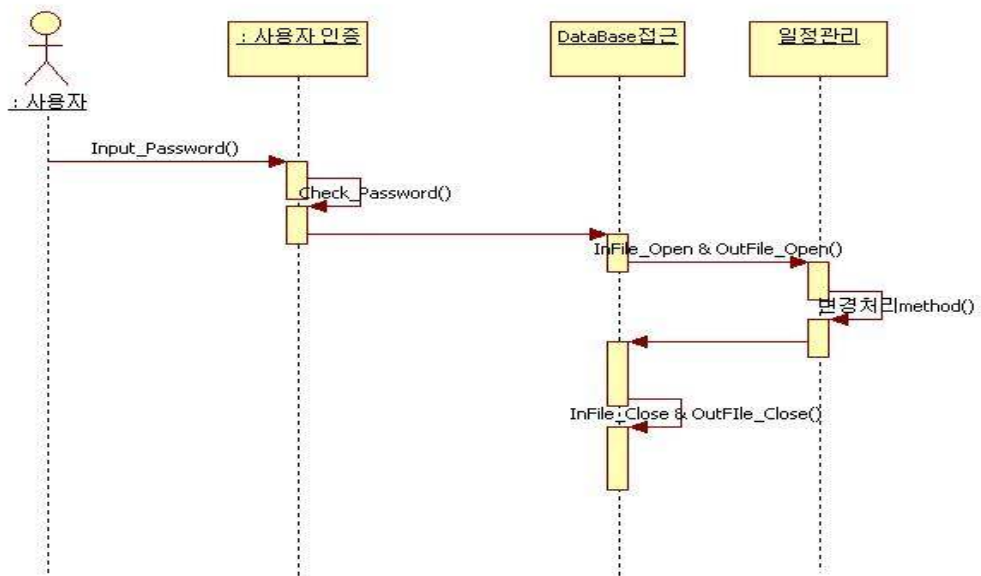 : 사용자 인증
DataBase접근
일정관리
: 사용자
Input_Password()
Check_Password()
InFile_Open & OutFile_Open()
변경처리method()
InFile_Close & OutFIle_Close()